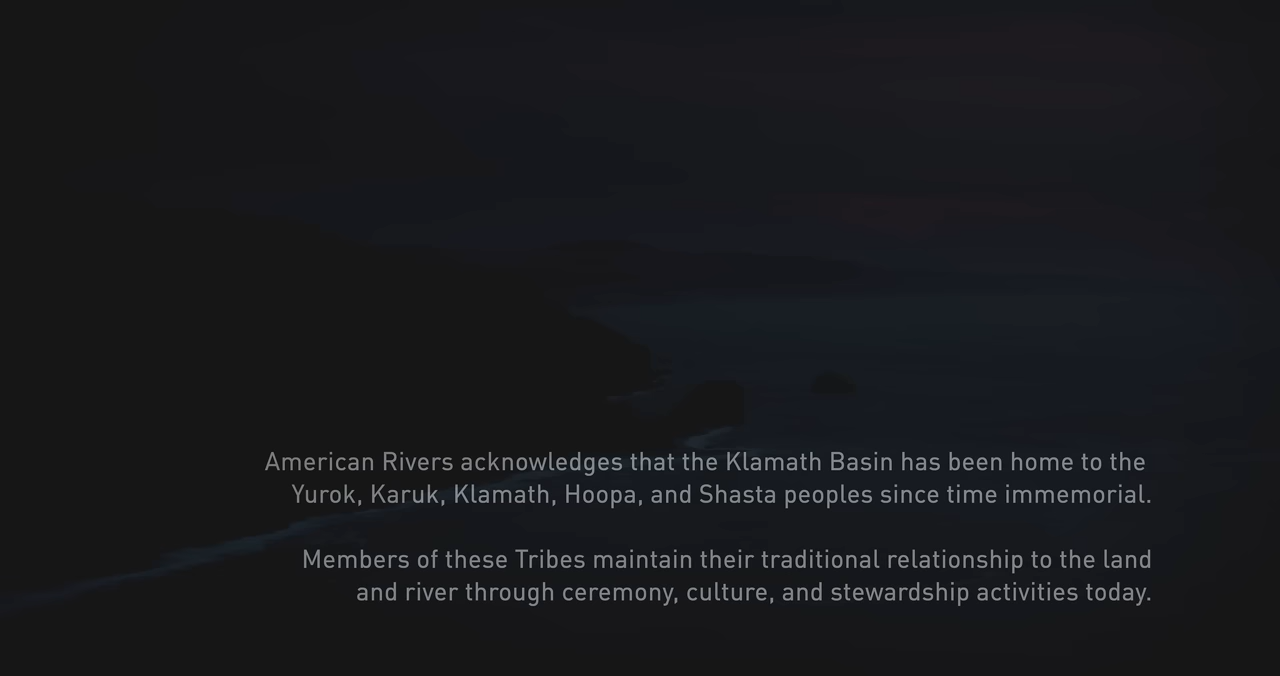 American Rivers acknowledges that the Klamath Basin has been home to the
Yurok, Karuk, Klamath, Hoopa, and Shasta peoples since time immemorial.
Members of these Tribes maintain their traditional relationship to the land
and river through ceremony, culture, and stewardship activities today.